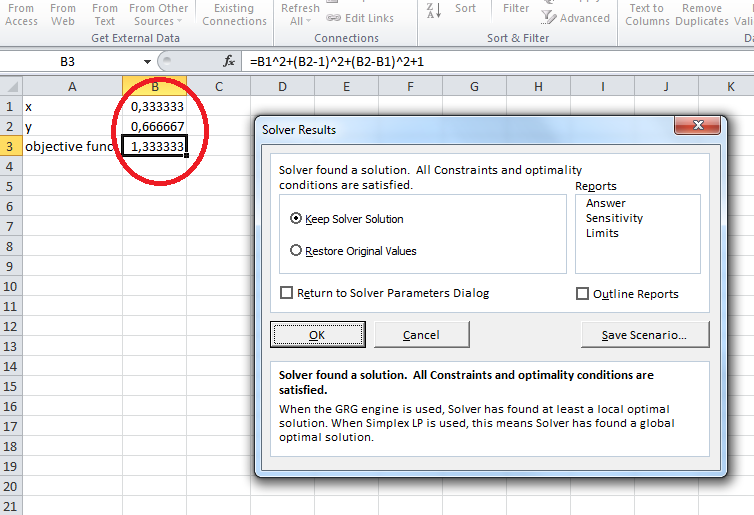 From From From From Other Existing Refresh Edit Links Sort Filter Advanced Text to Remove
Access Web Text Sources Connections All Columns Duplicates
Get External Data Connections Sort & Filter
B3 fx =B1^2+(B2-1)^2+(B2-B1)^2+1
A B C D E F G H I J K
1 x 0,333333
2 y 0,666667
3 objective func 1,333333
4
5
6
7
8
9
10
11
12
13
14
15
16
17
18
19
20
21
Solver Results
Solver found a solution. All Constraints and optimality
conditions are satisfied.
Reports
Answer
Sensitivity
Limits
Keep Solver Solution
Restore Original Values
Return to Solver Parameters Dialog
Outline Reports
OK Cancel Save Scenario...
Solver found a solution. All Constraints and optimality conditions are
satisfied.
When the GRG engine is used, Solver has found at least a local optimal
solution. When Simplex LP is used, this means Solver has found a global
optimal solution.